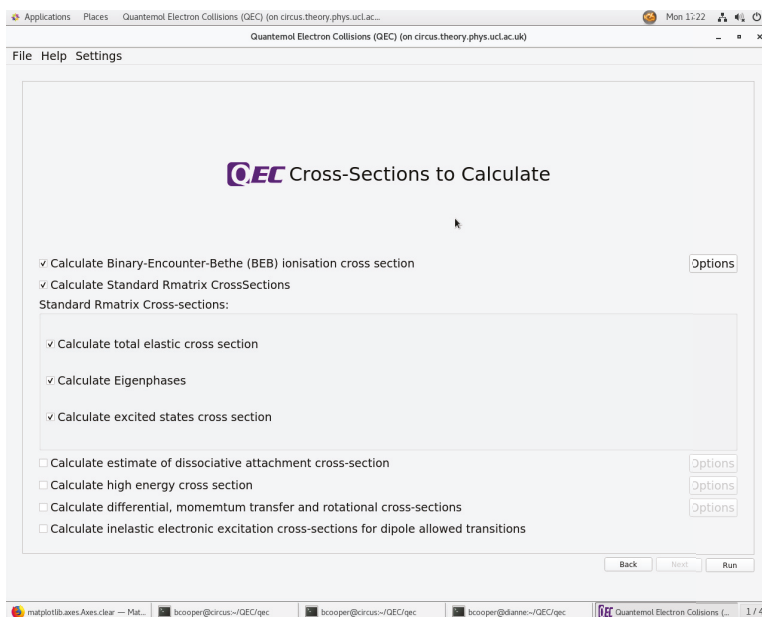 Applications Places Quantemol Electron Collisions (QEC) (on circus.theory.phys.ucl.ac... Mon 17:22
Quantemol Electron Collisions (QEC) (on circus.theory.phys.ucl.ac.uk)
File Help Settings
QEC Cross-Sections to Calculate
Calculate Binary-Encounter-Bethe (BEB) ionisation cross section Options
Calculate Standard Rmatrix CrossSections
Standard Rmatrix Cross-sections:
Calculate total elastic cross section
Calculate Eigenphases
Calculate excited states cross section
Calculate estimate of dissociative attachment cross-section Options
Calculate high energy cross section Options
Calculate differential, momemtum transfer and rotational cross-sections Options
Calculate inelastic electronic excitation cross-sections for dipole allowed transitions
Back Next Run
matplotlib.axes.Axes.clear — Mat... bcooper@circus:~/QEC/qec bcooper@circus:~/QEC/qec bcooper@dianne:~/QEC/qec QEC Quantemol Electron Collisions (... 1 / 4